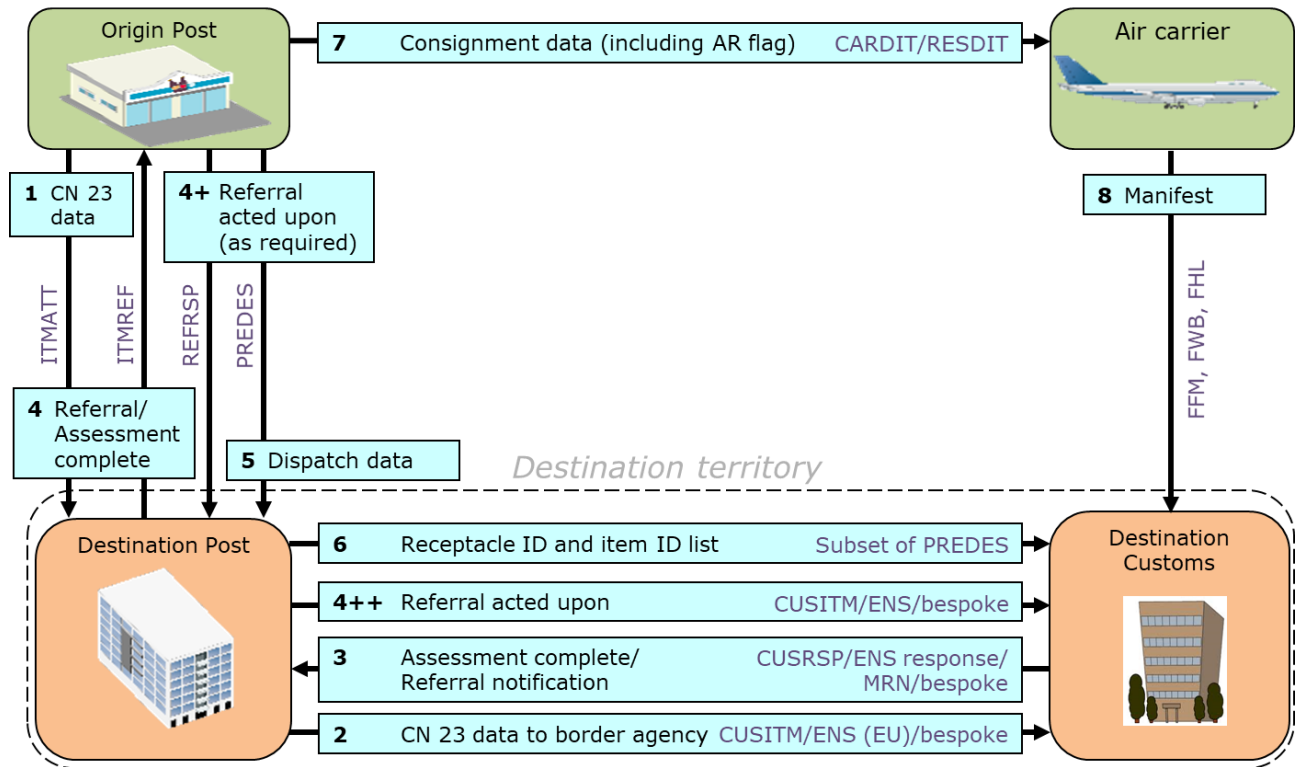 Origin Post
7 Consignment data (including AR flag) CARDIT/RESDIT
Air carrier
1 CN 23
data
4+ Referral
acted upon
(as required)
8 Manifest
ITMATT
ITMREF
REFRSP
PREDES
FFM, FWB, FHL
4 Referral/
Assessment
complete
5 Dispatch data
Destination territory
Destination Post
6 Receptacle ID and item ID list Subset of PREDES
Destination
Customs
4++ Referral acted upon CUSITM/ENS/bespoke
3 Assessment complete/ CUSRSP/ENS response/
Referral notification MRN/bespoke
2 CN 23 data to border agency CUSITM/ENS (EU)/bespoke